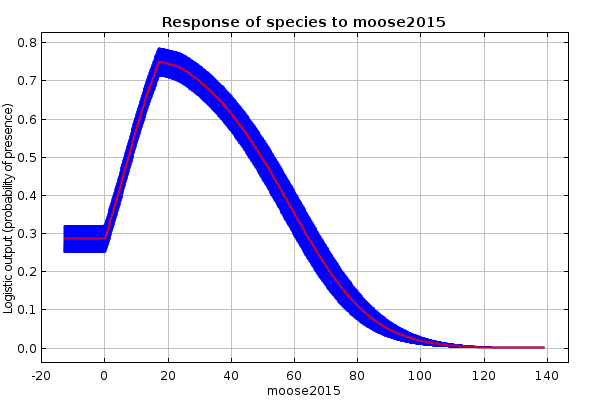 Response of species to moose2015
Logistic output (probability of presence)
0.8
0.7
0.6
0.5
0.4
0.3
0.2
0.1
0.0
-20 0 20 40 60 80 100 120 140
moose2015